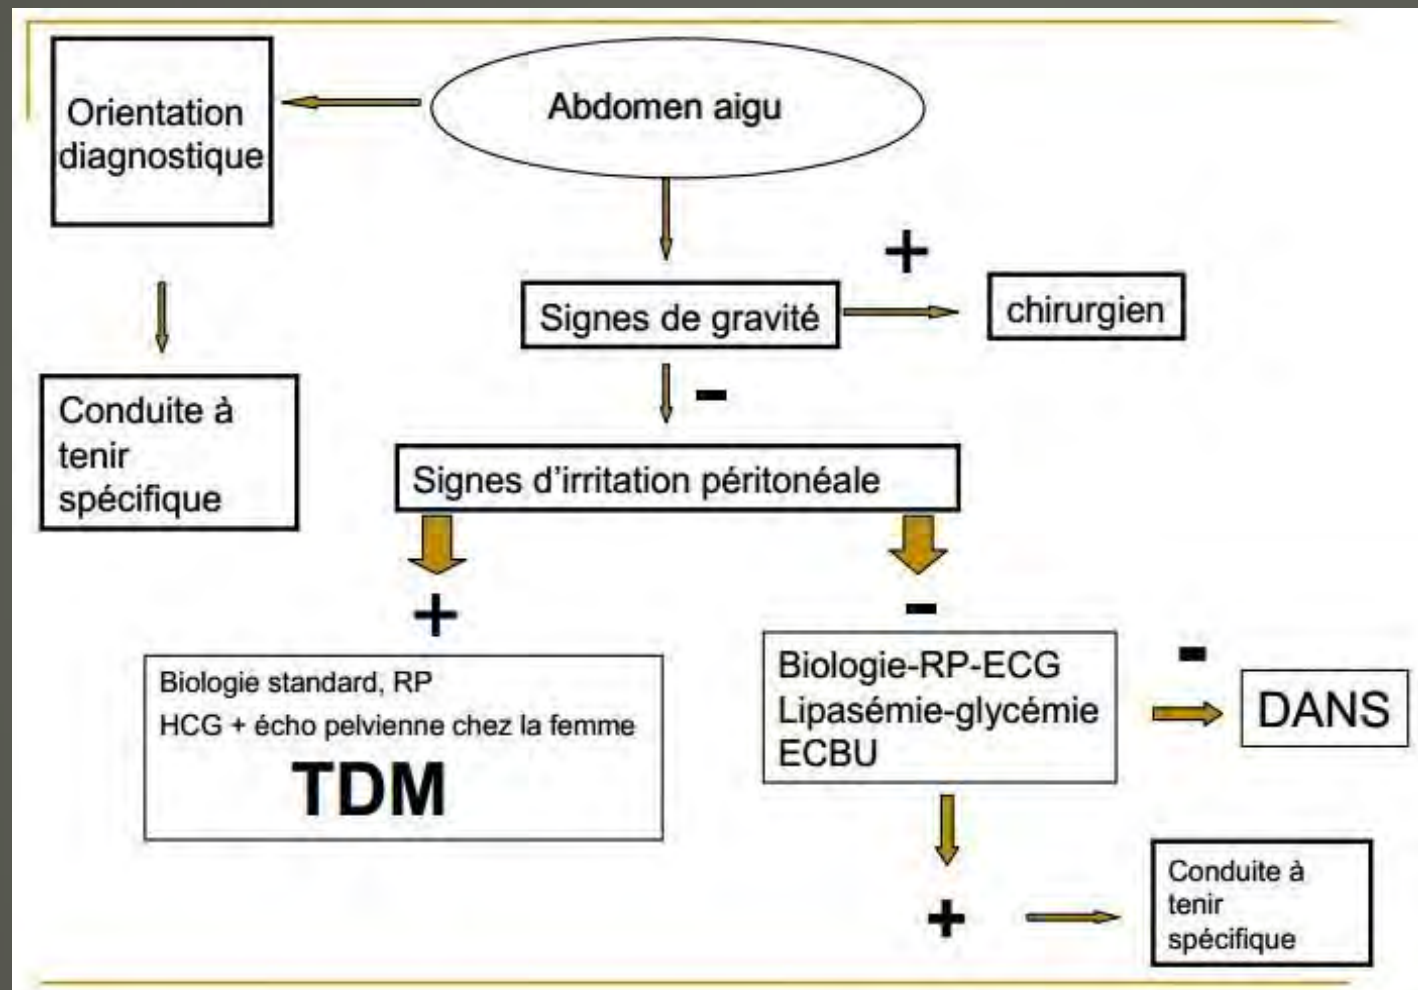 Abdomen aigu
Orientation
diagnostique
+
Signes de gravité
chirurgien
-
Conduite à
tenir
spécifique
Signes d’irritation péritonéale
+
-
Biologie standard, RP
HCG + écho pelvienne chez la femme
TDM
Biologie-RP-ECG
Lipasémie-glycémie
ECBU
-
DANS
+
Conduite à
tenir
spécifique